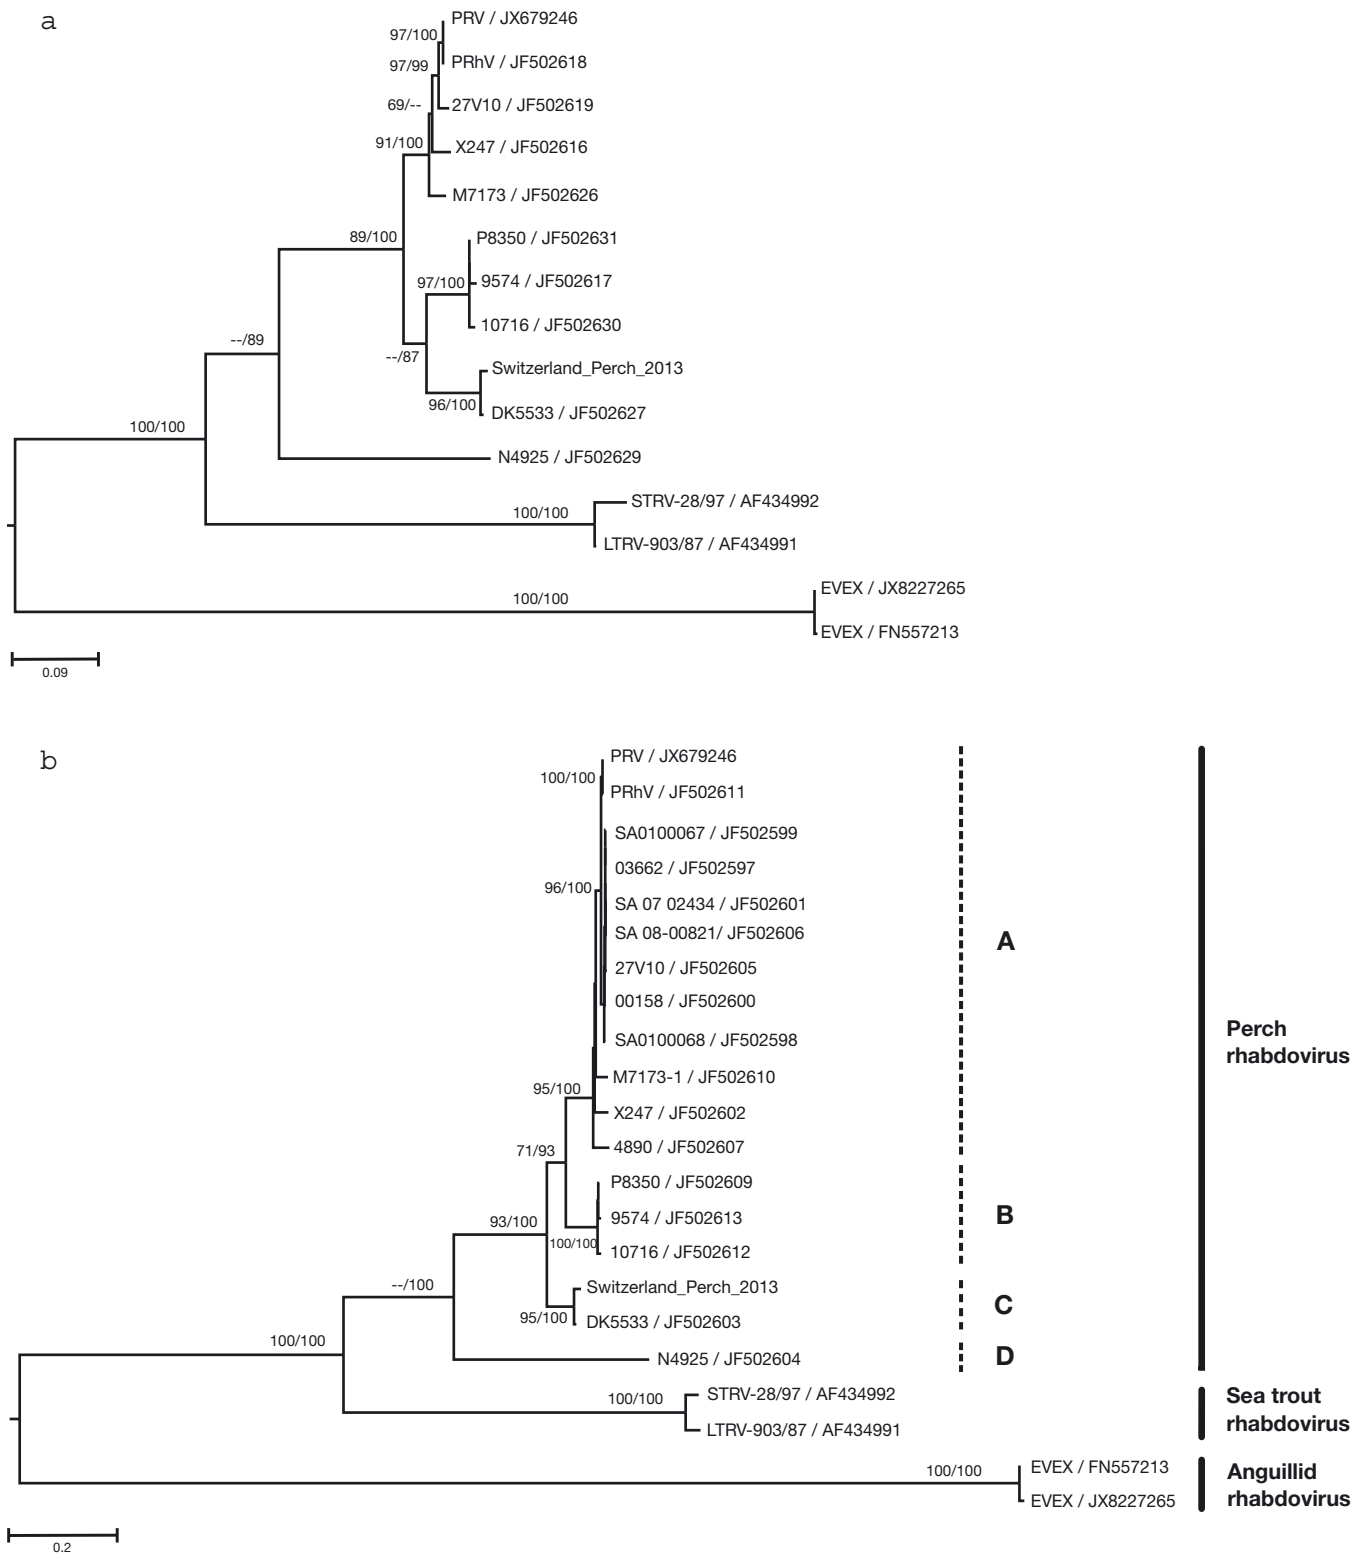 a
PRV / JX679246
97/100
PRhV / JF502618
97/99
69/--
27V10 / JF502619
91/100
X247 / JF502616
M7173 / JF502626
89/100
P8350 / JF502631
97/100
9574 / JF502617
10716 / JF502630
--/89
--/87
Switzerland_Perch_2013
96/100
DK5533 / JF502627
100/100
N4925 / JF502629
STRV-28/97 / AF434992
100/100
LTRV-903/87 / AF434991
EVEX / JX8227265
100/100
EVEX / FN557213
0.09
b
PRV / JX679246
100/100
PRhV / JF502611
SA0100067 / JF502599
03662 / JF502597
96/100
SA 07 02434 / JF502601
SA 08-00821/ JF502606
A
27V10 / JF502605
00158 / JF502600
Perch
rhabdovirus
SA0100068 / JF502598
M7173-1 / JF502610
95/100
X247 / JF502602
4890 / JF502607
71/93
P8350 / JF502609
93/100
9574 / JF502613
B
100/100
10716 / JF502612
--/100
Switzerland_Perch_2013
C
95/100
DK5533 / JF502603
100/100
N4925 / JF502604
D
STRV-28/97 / AF434992
100/100
LTRV-903/87 / AF434991
Sea trout
rhabdovirus
100/100
EVEX / FN557213
EVEX / JX8227265
Anguillid
rhabdovirus
0.2